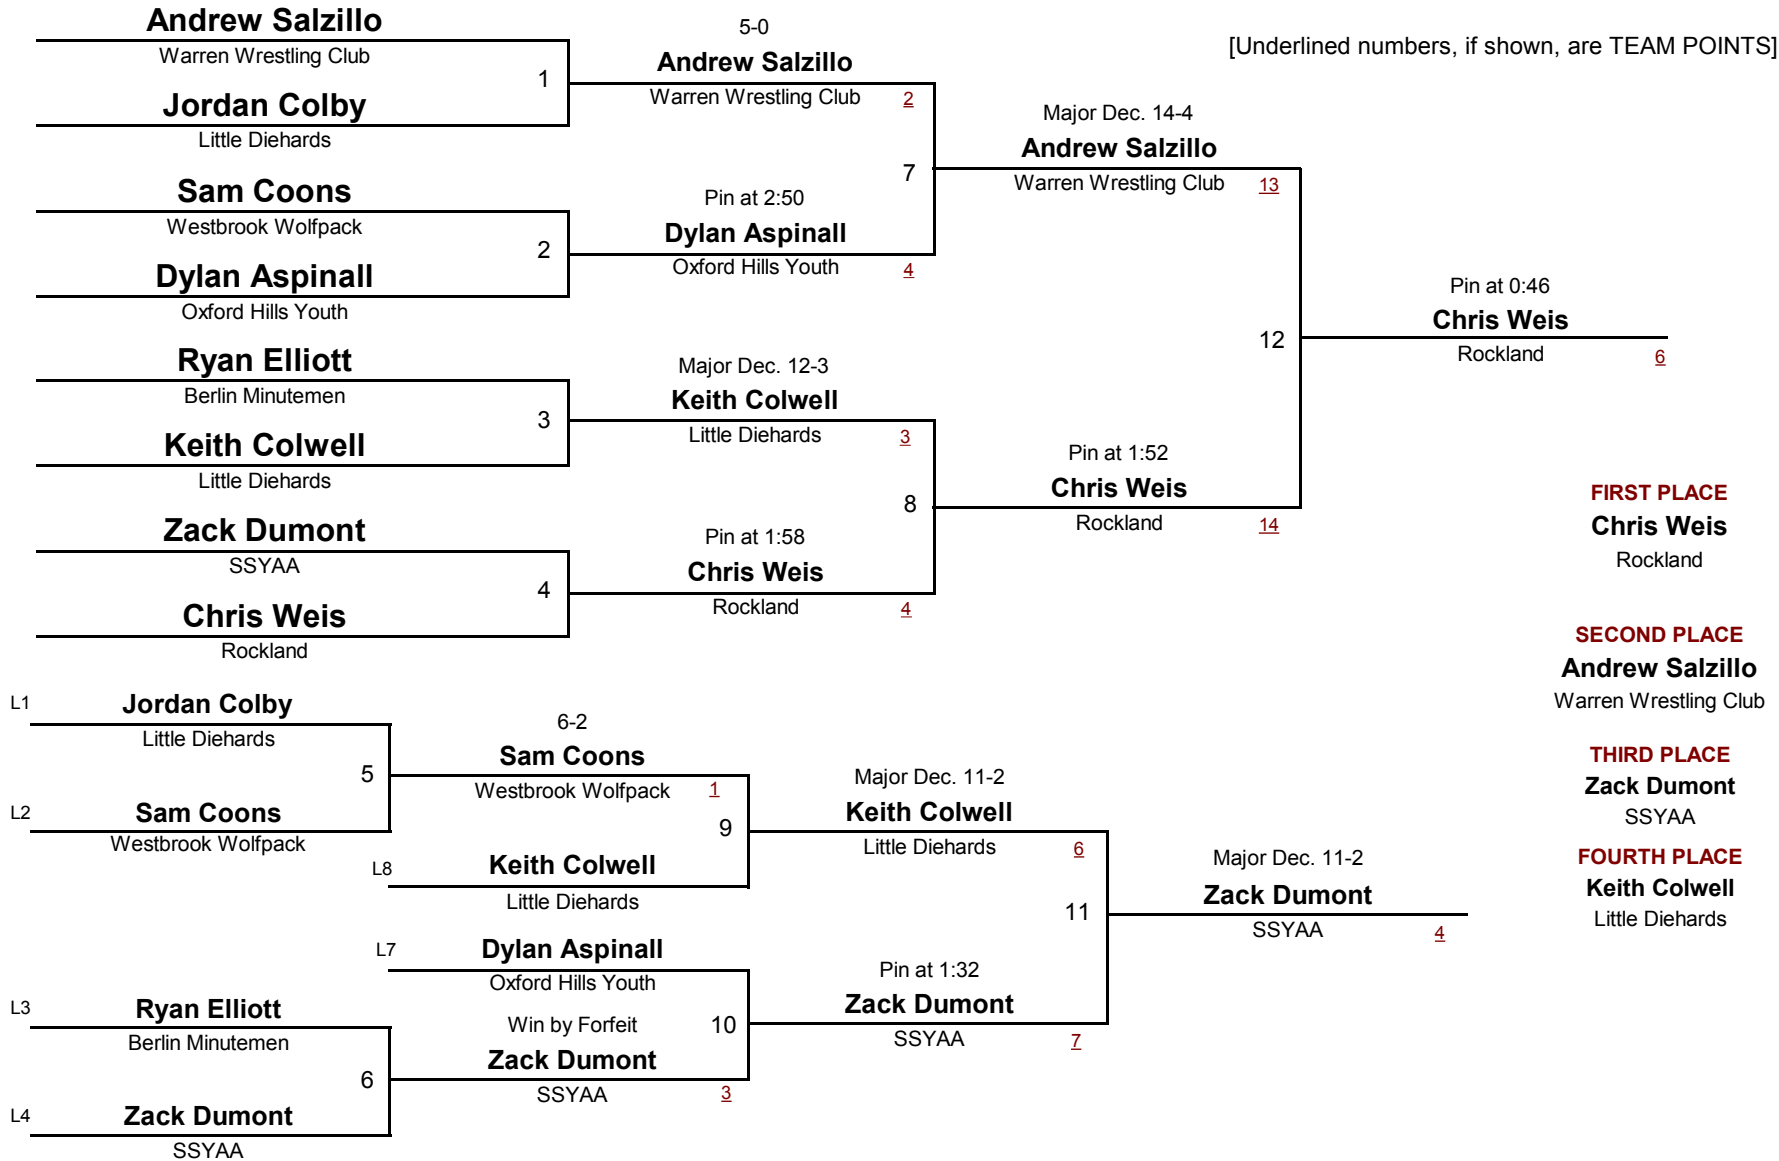 Andrew Salzillo
Warren Wrestling Club
1
Jordan Colby
Little Diehards
Sam Coons
Westbrook Wolfpack
2
Dylan Aspinall
Oxford Hills Youth
Ryan Elliott
Berlin Minutemen
3
Keith Colwell
Little Diehards
Zack Dumont
SSYAA
4
Chris Weis
Rockland
5-0
Andrew Salzillo
Warren Wrestling Club 2
7
Pin at 2:50
Dylan Aspinall
Oxford Hills Youth 4
Major Dec. 12-3
Keith Colwell
Little Diehards 3
8
Pin at 1:58
Chris Weis
Rockland 4
[Underlined numbers, if shown, are TEAM POINTS]
Major Dec. 14-4
Andrew Salzillo
Warren Wrestling Club 13
12
Pin at 1:52
Chris Weis
Rockland 14
Pin at 0:46
Chris Weis
Rockland 6
FIRST PLACE
Chris Weis
Rockland
SECOND PLACE
Andrew Salzillo
Warren Wrestling Club
THIRD PLACE
Zack Dumont
SSYAA
FOURTH PLACE
Keith Colwell
Little Diehards
L1 Jordan Colby
Little Diehards
5
L2 Sam Coons
Westbrook Wolfpack
L3 Ryan Elliott
Berlin Minutemen
6
L4 Zack Dumont
SSYAA
6-2
Sam Coons
Westbrook Wolfpack 1
9
L8 Keith Colwell
Little Diehards
L7 Dylan Aspinall
Oxford Hills Youth
Win by Forfeit 10
Zack Dumont
SSYAA 3
Major Dec. 11-2
Keith Colwell
Little Diehards 6
11
Pin at 1:32
Zack Dumont
SSYAA 7
Major Dec. 11-2
Zack Dumont
SSYAA 4